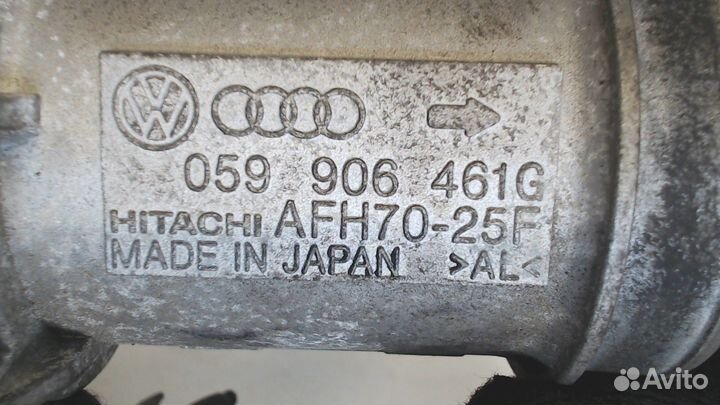 059 906 461G
HITACHI AFH70-25F
MADE IN JAPAN >AL<
Avito